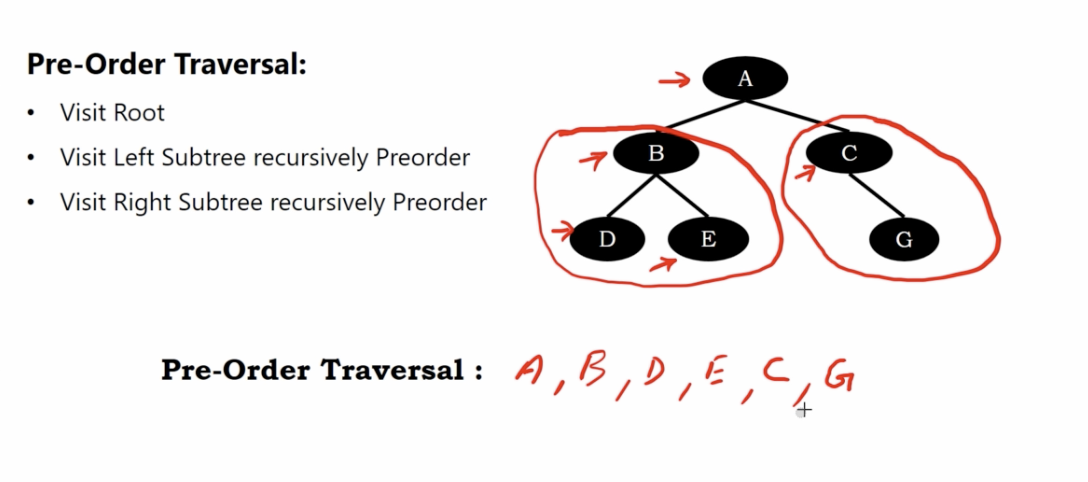 Pre-Order Traversal:
• Visit Root
• Visit Left Subtree recursively Preorder
• Visit Right Subtree recursively Preorder
A
B
C
D
E
G
Pre-Order Traversal : A, B, D, E, C, G